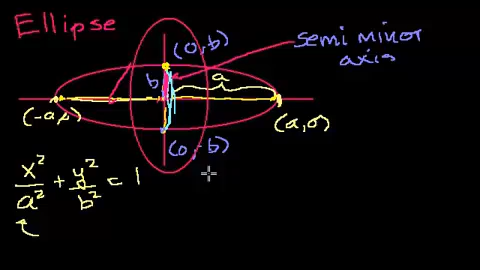 Ellipse
(0, b)
semi minor
axis
b
a
(-a, 0)
(a, 0)
(0, -b)
x²/a² + y²/b² = 1